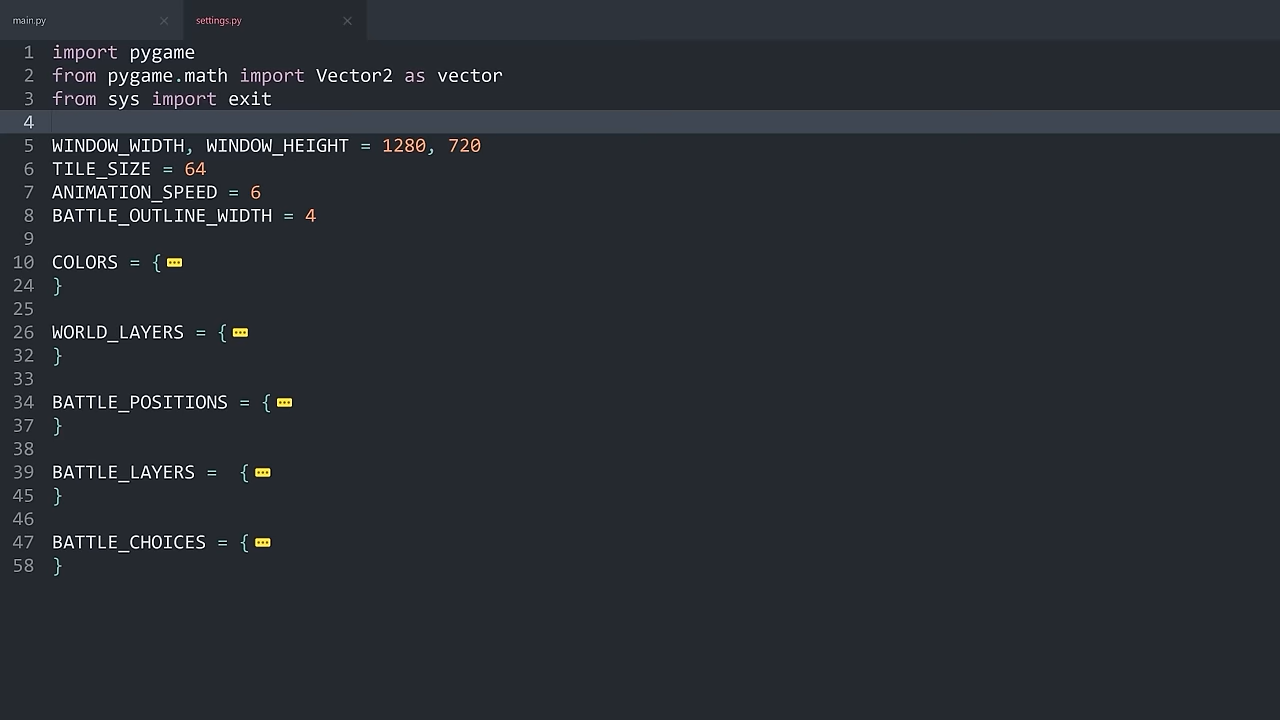 main.py
settings.py
1 import pygame
2 from pygame.math import Vector2 as vector
3 from sys import exit
4
5 WINDOW_WIDTH, WINDOW_HEIGHT = 1280, 720
6 TILE_SIZE = 64
7 ANIMATION_SPEED = 6
8 BATTLE_OUTLINE_WIDTH = 4
9
10 COLORS = {
24 }
25
26 WORLD_LAYERS = {
32 }
33
34 BATTLE_POSITIONS = {
37 }
38
39 BATTLE_LAYERS =  {
45 }
46
47 BATTLE_CHOICES = {
58 }